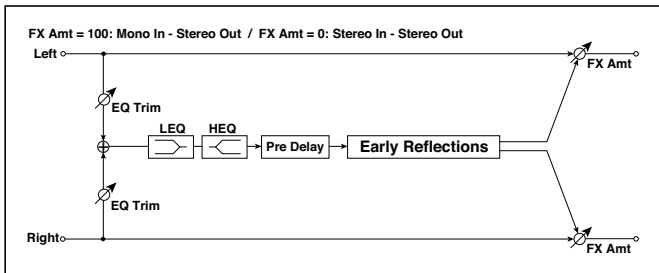 FX Amt = 100: Mono In - Stereo Out / FX Amt = 0: Stereo In - Stereo Out
Left
FX Amt
EQ Trim
LEQ
HEQ
Pre Delay
Early Reflections
EQ Trim
Right
FX Amt